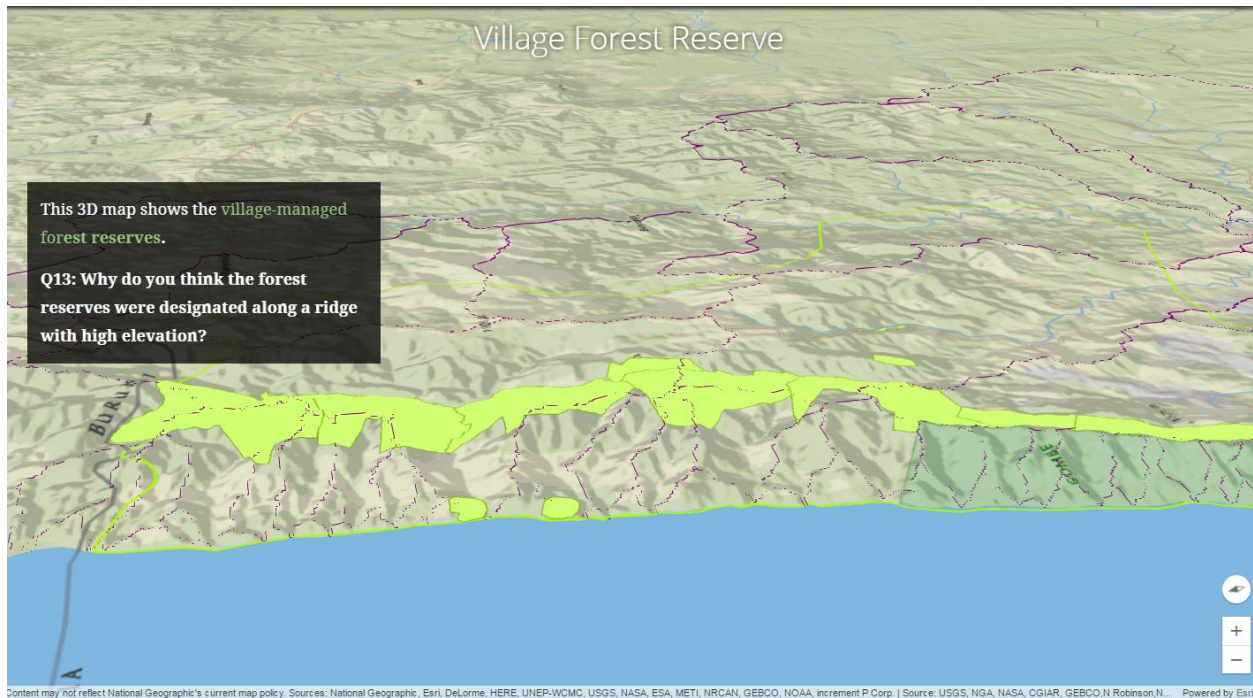 Village Forest Reserve
This 3D map shows the village-managed
forest reserves.
Q13: Why do you think the forest
reserves were designated along a ridge
with high elevation?
GOMBE
A
Content may not reflect National Geographic's current map policy. Sources: National Geographic, Esri, DeLorme, HERE, UNEP-WCMC, USGS, NASA, ESA, METI, NRCAN, GEBCO, NOAA, increment P Corp. | Source: USGS, NGA, NASA, CGIAR, GEBCO,N Robinson,N... Powered by Esri